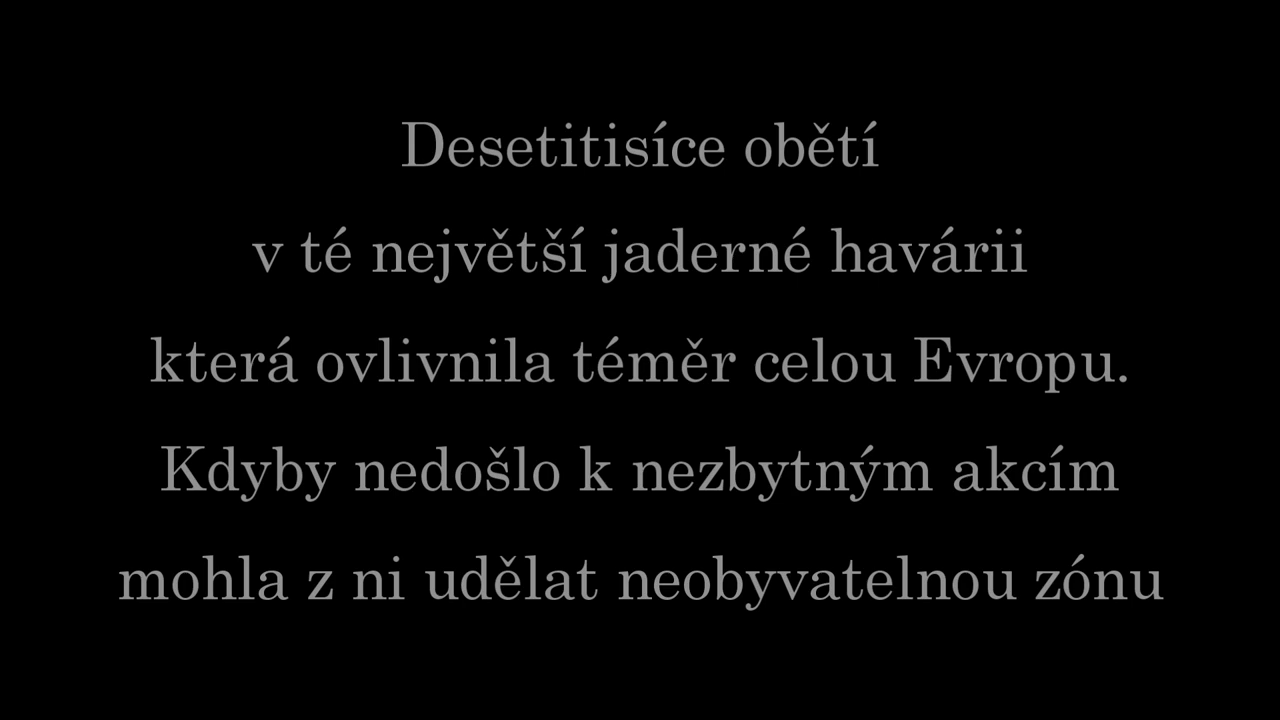 Desetitisíce obětí
v té největší jaderné havárii
která ovlivnila téměr celou Evropu.
Kdyby nedošlo k nezbytným akcím
mohla z ni udělat neobyvatelnou zónu